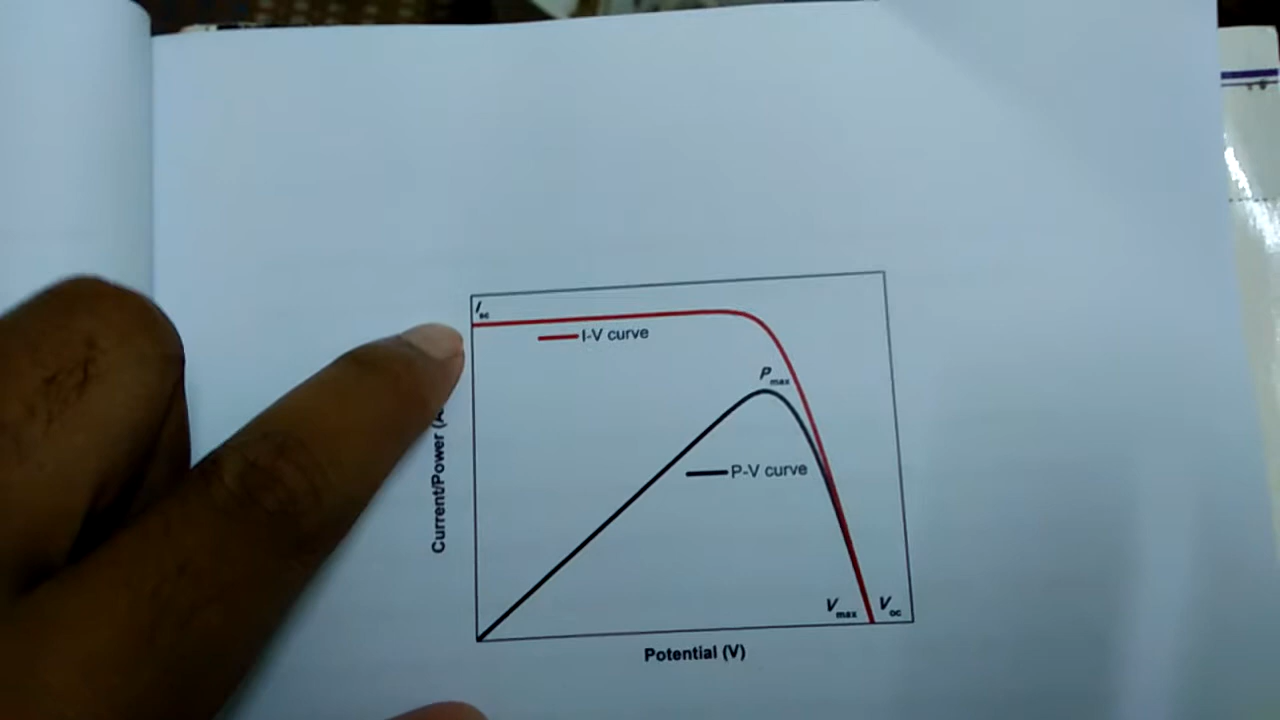 Isc
I-V curve
Pmax
P-V curve
Current/Power (A
Vmax Voc
Potential (V)